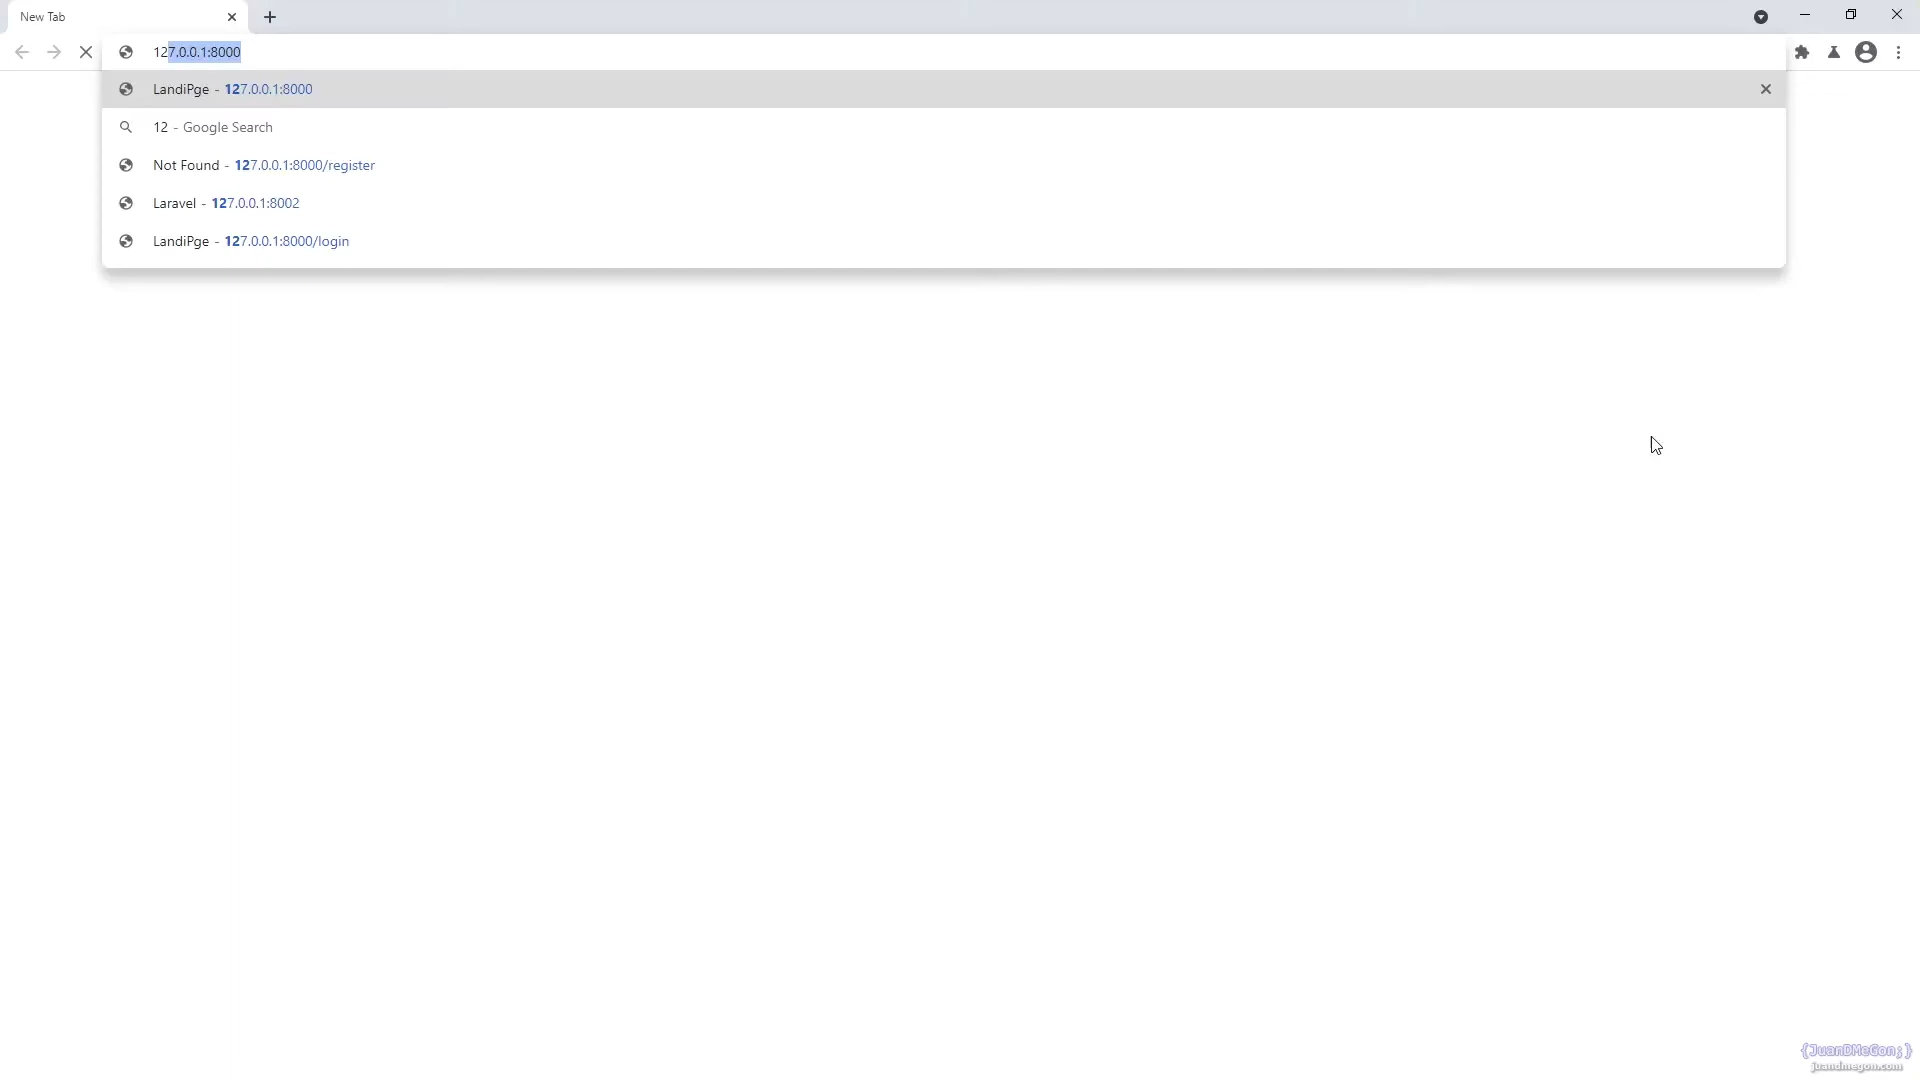 New Tab
127.0.0.1:8000
LandiPge - 127.0.0.1:8000
12 - Google Search
Not Found - 127.0.0.1:8000/register
Laravel - 127.0.0.1:8002
LandiPge - 127.0.0.1:8000/login
{JuanDMeGon;}
juandmegon.com